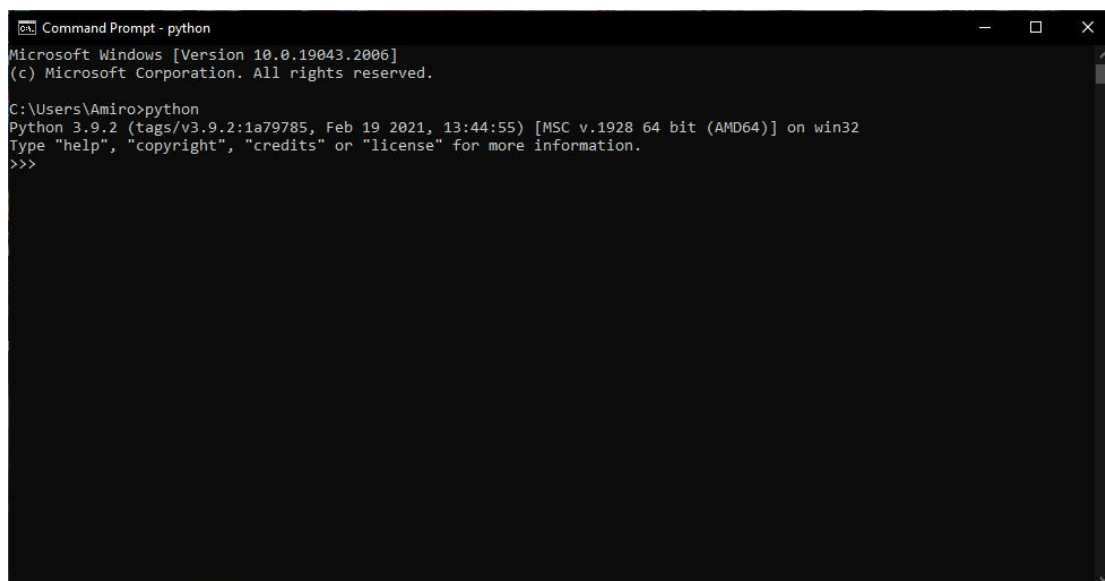 Command Prompt - python
Microsoft Windows [Version 10.0.19043.2006]
(c) Microsoft Corporation. All rights reserved.
C:\Users\Amiro>python
Python 3.9.2 (tags/v3.9.2:1a79785, Feb 19 2021, 13:44:55) [MSC v.1928 64 bit (AMD64)] on win32
Type "help", "copyright", "credits" or "license" for more information.
>>>